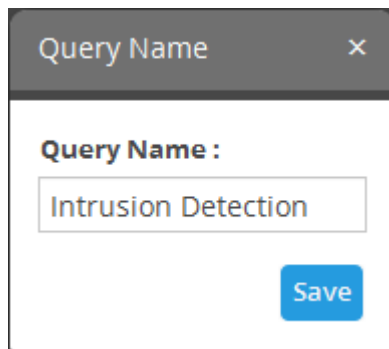 Query Name ×
Query Name :
Intrusion Detection
Save